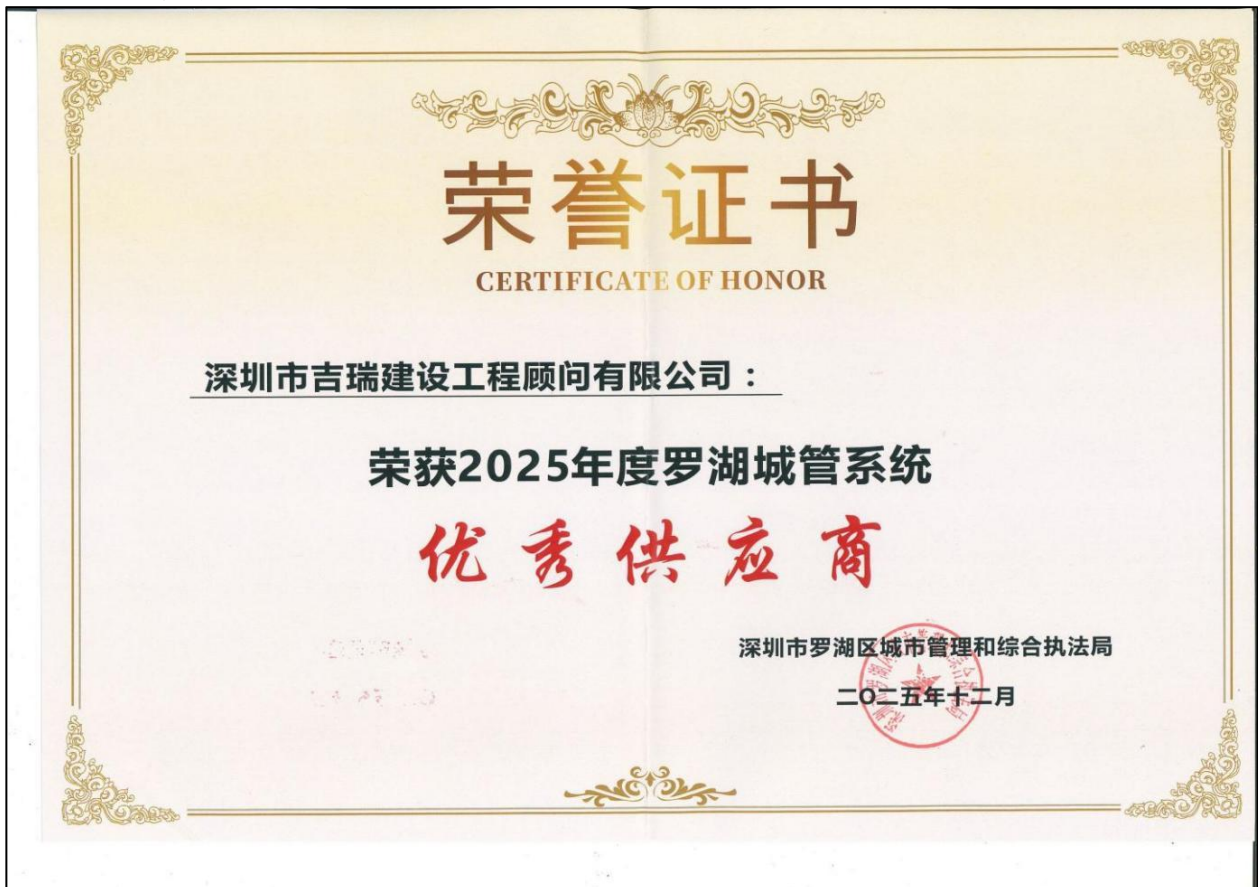 荣誉证书
CERTIFICATE OF HONOR
深圳市吉瑞建设工程顾问有限公司：
荣获2025年度罗湖城管系统
优秀供应商
深圳市罗湖区城市管理和综合执法局
二〇二五年十二月